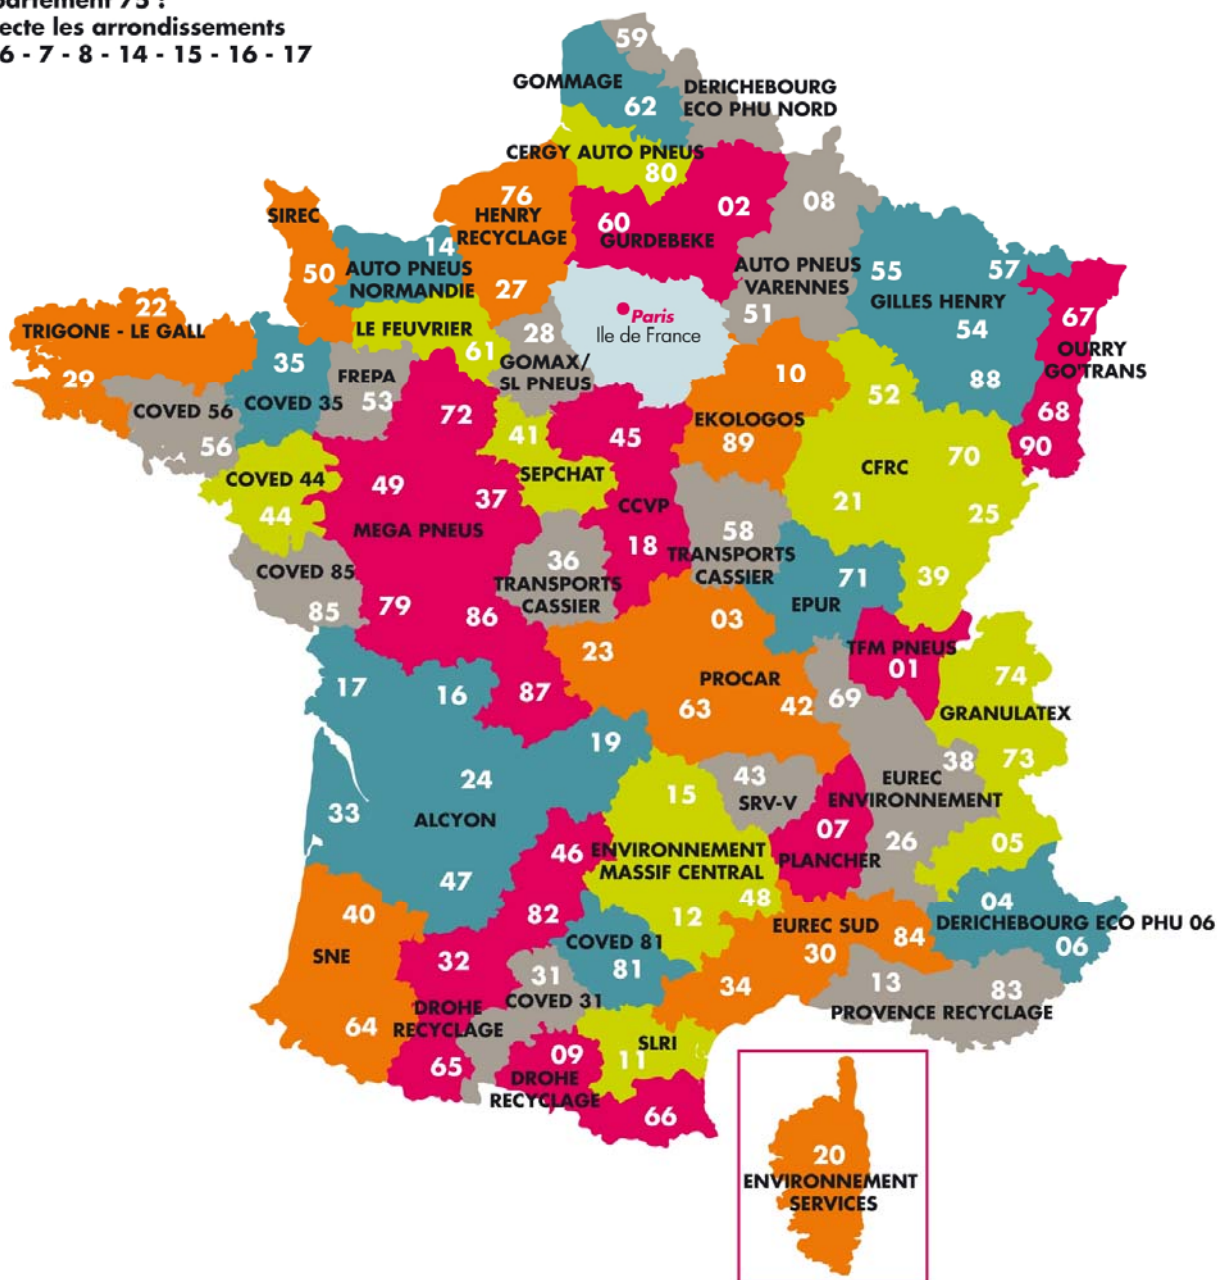 partement 75 :
ecte les arrondissements
6 - 7 - 8 - 14 - 15 - 16 - 17
59
GOMMAGE
62
DERICHEBOURG
ECO PHU NORD
CERGY AUTO PNEUS
80
76
HENRY
RECYCLAGE
27
60
02
GURDEBEKE
08
SIREC
50
14
AUTO PNEUS
NORMANDIE
AUTO PNEUS
VARENNES
51
55
57
GILLES HENRY
54
88
67
OURRY
GO'TRANS
68
90
Paris
Ile de France
22
TRIGONE - LE GALL
29
LE FEUVRIER
61
28
GOMAX/
SL PNEUS
35
COVED 35
FREPA
53
COVED 56
56
72
10
EKOLOGOS
89
52
41
SEPCHAT
45
CCVP
18
CFRC
70
21
25
39
COVED 44
44
49
37
MEGA PNEUS
79
86
87
58
TRANSPORTS
CASSIER
36
TRANSPORTS
CASSIER
COVED 85
85
71
EPUR
03
23
PROCAR
63
42
TFM PNEUS
01
69
74
GRANULATEX
73
05
17
16
19
24
33
ALCYON
47
38
EUREC
ENVIRONNEMENT
26
43
SRV-V
15
ENVIRONNEMENT
MASSIF CENTRAL
48
12
07
PLANCHER
46
82
40
SNE
64
COVED 81
81
EUREC SUD
84
30
34
04
DERICHEBOURG ECO PHU 06
06
32
DROHE
RECYCLAGE
65
31
COVED 31
13
83
PROVENCE RECYCLAGE
09
DROHE
RECYCLAGE
SLRI
11
66
20
ENVIRONNEMENT
SERVICES